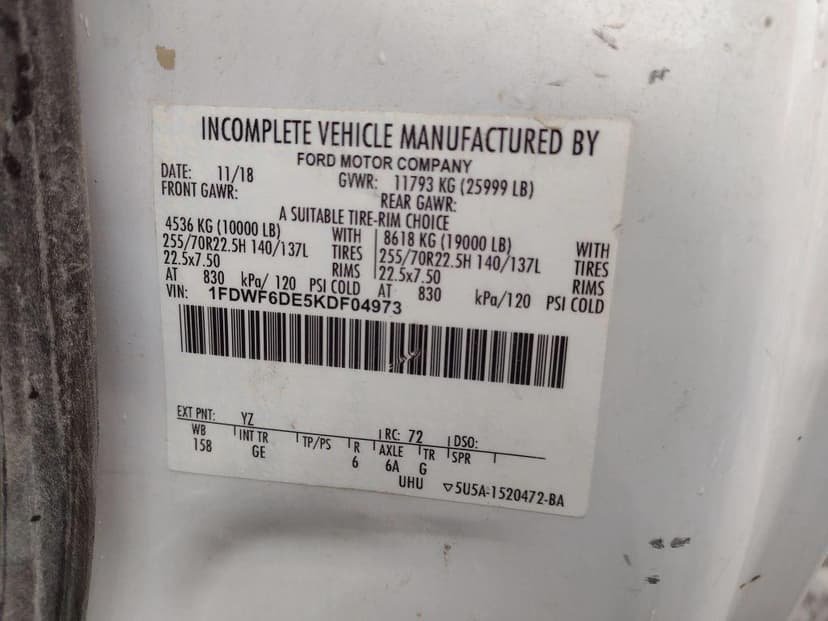 INCOMPLETE VEHICLE MANUFACTURED BY
FORD MOTOR COMPANY
DATE: 11/18 GVWR: 11793 KG (25999 LB)
FRONT GAWR: REAR GAWR:
A SUITABLE TIRE-RIM CHOICE
4536 KG (10000 LB) WITH 8618 KG (19000 LB) WITH
255/70R22.5H 140/137L TIRES 255/70R22.5H 140/137L TIRES
22.5x7.50 RIMS 22.5x7.50 RIMS
AT 830 kPa/ 120 PSI COLD AT 830 kPa/120 PSI COLD
VIN: 1FDWF6DE5KDF04973
EXT PNT: YZ RC: 72 DSO:
WB INT TR TP/PS R AXLE TR SPR
158 GE 6 6A G
UHU ▽5U5A-1520472-BA